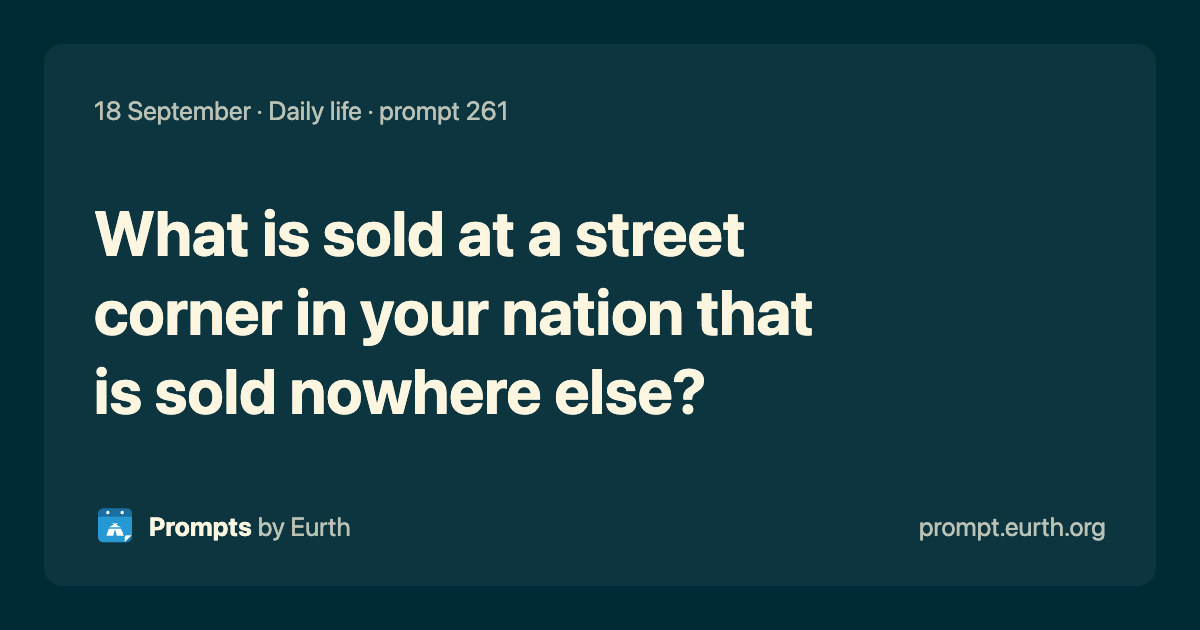 18 September · Daily life · prompt 261
What is sold at a street
corner in your nation that
is sold nowhere else?
Prompts by Eurth
prompt.eurth.org